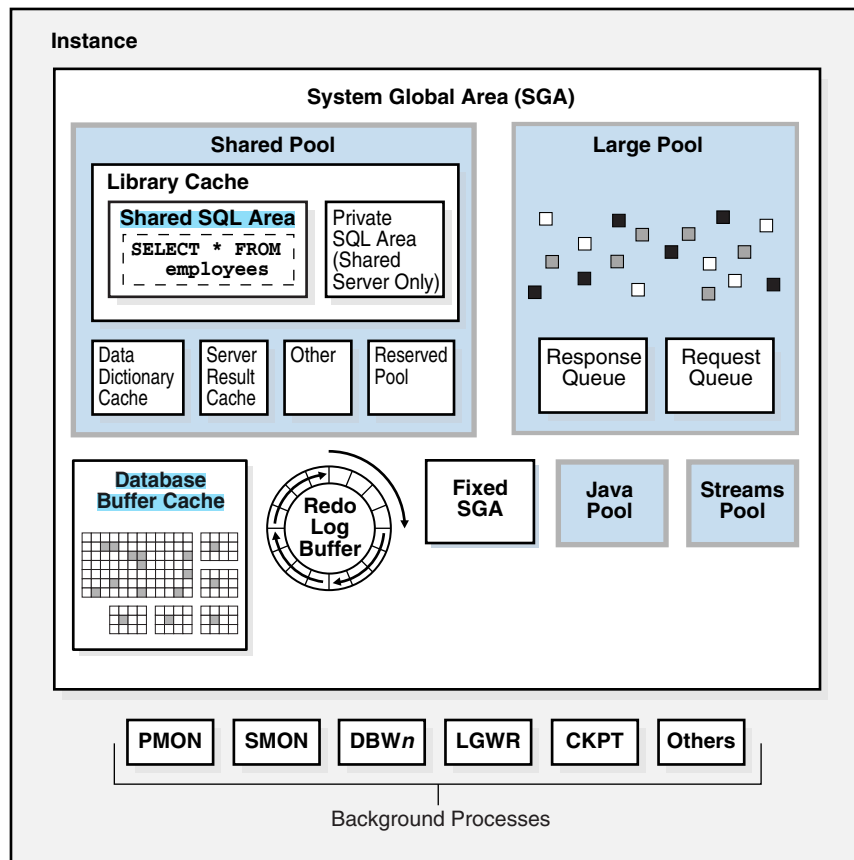 Instance
System Global Area (SGA)
Shared Pool
Library Cache
Shared SQL Area
SELECT * FROM
employees
Private
SQL Area
(Shared
Server Only)
Data
Dictionary
Cache
Server
Result
Cache
Other
Reserved
Pool
Large Pool
Response
Queue
Request
Queue
Database
Buffer Cache
Redo
Log
Buffer
Fixed
SGA
Java
Pool
Streams
Pool
PMON
SMON
DBWn
LGWR
CKPT
Others
Background Processes